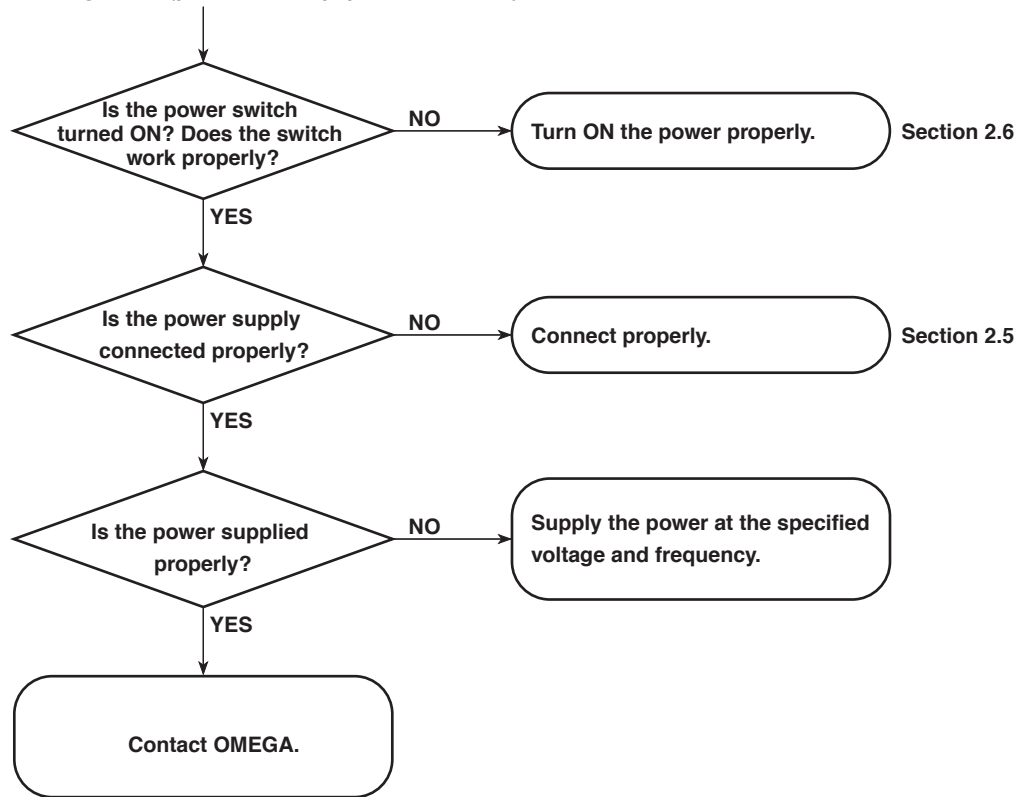 Is the power switch
turned ON? Does the switch
work properly?
NO
Turn ON the power properly.
Section 2.6
YES
Is the power supply
connected properly?
NO
Connect properly.
Section 2.5
YES
Is the power supplied
properly?
NO
Supply the power at the specified
voltage and frequency.
YES
Contact OMEGA.